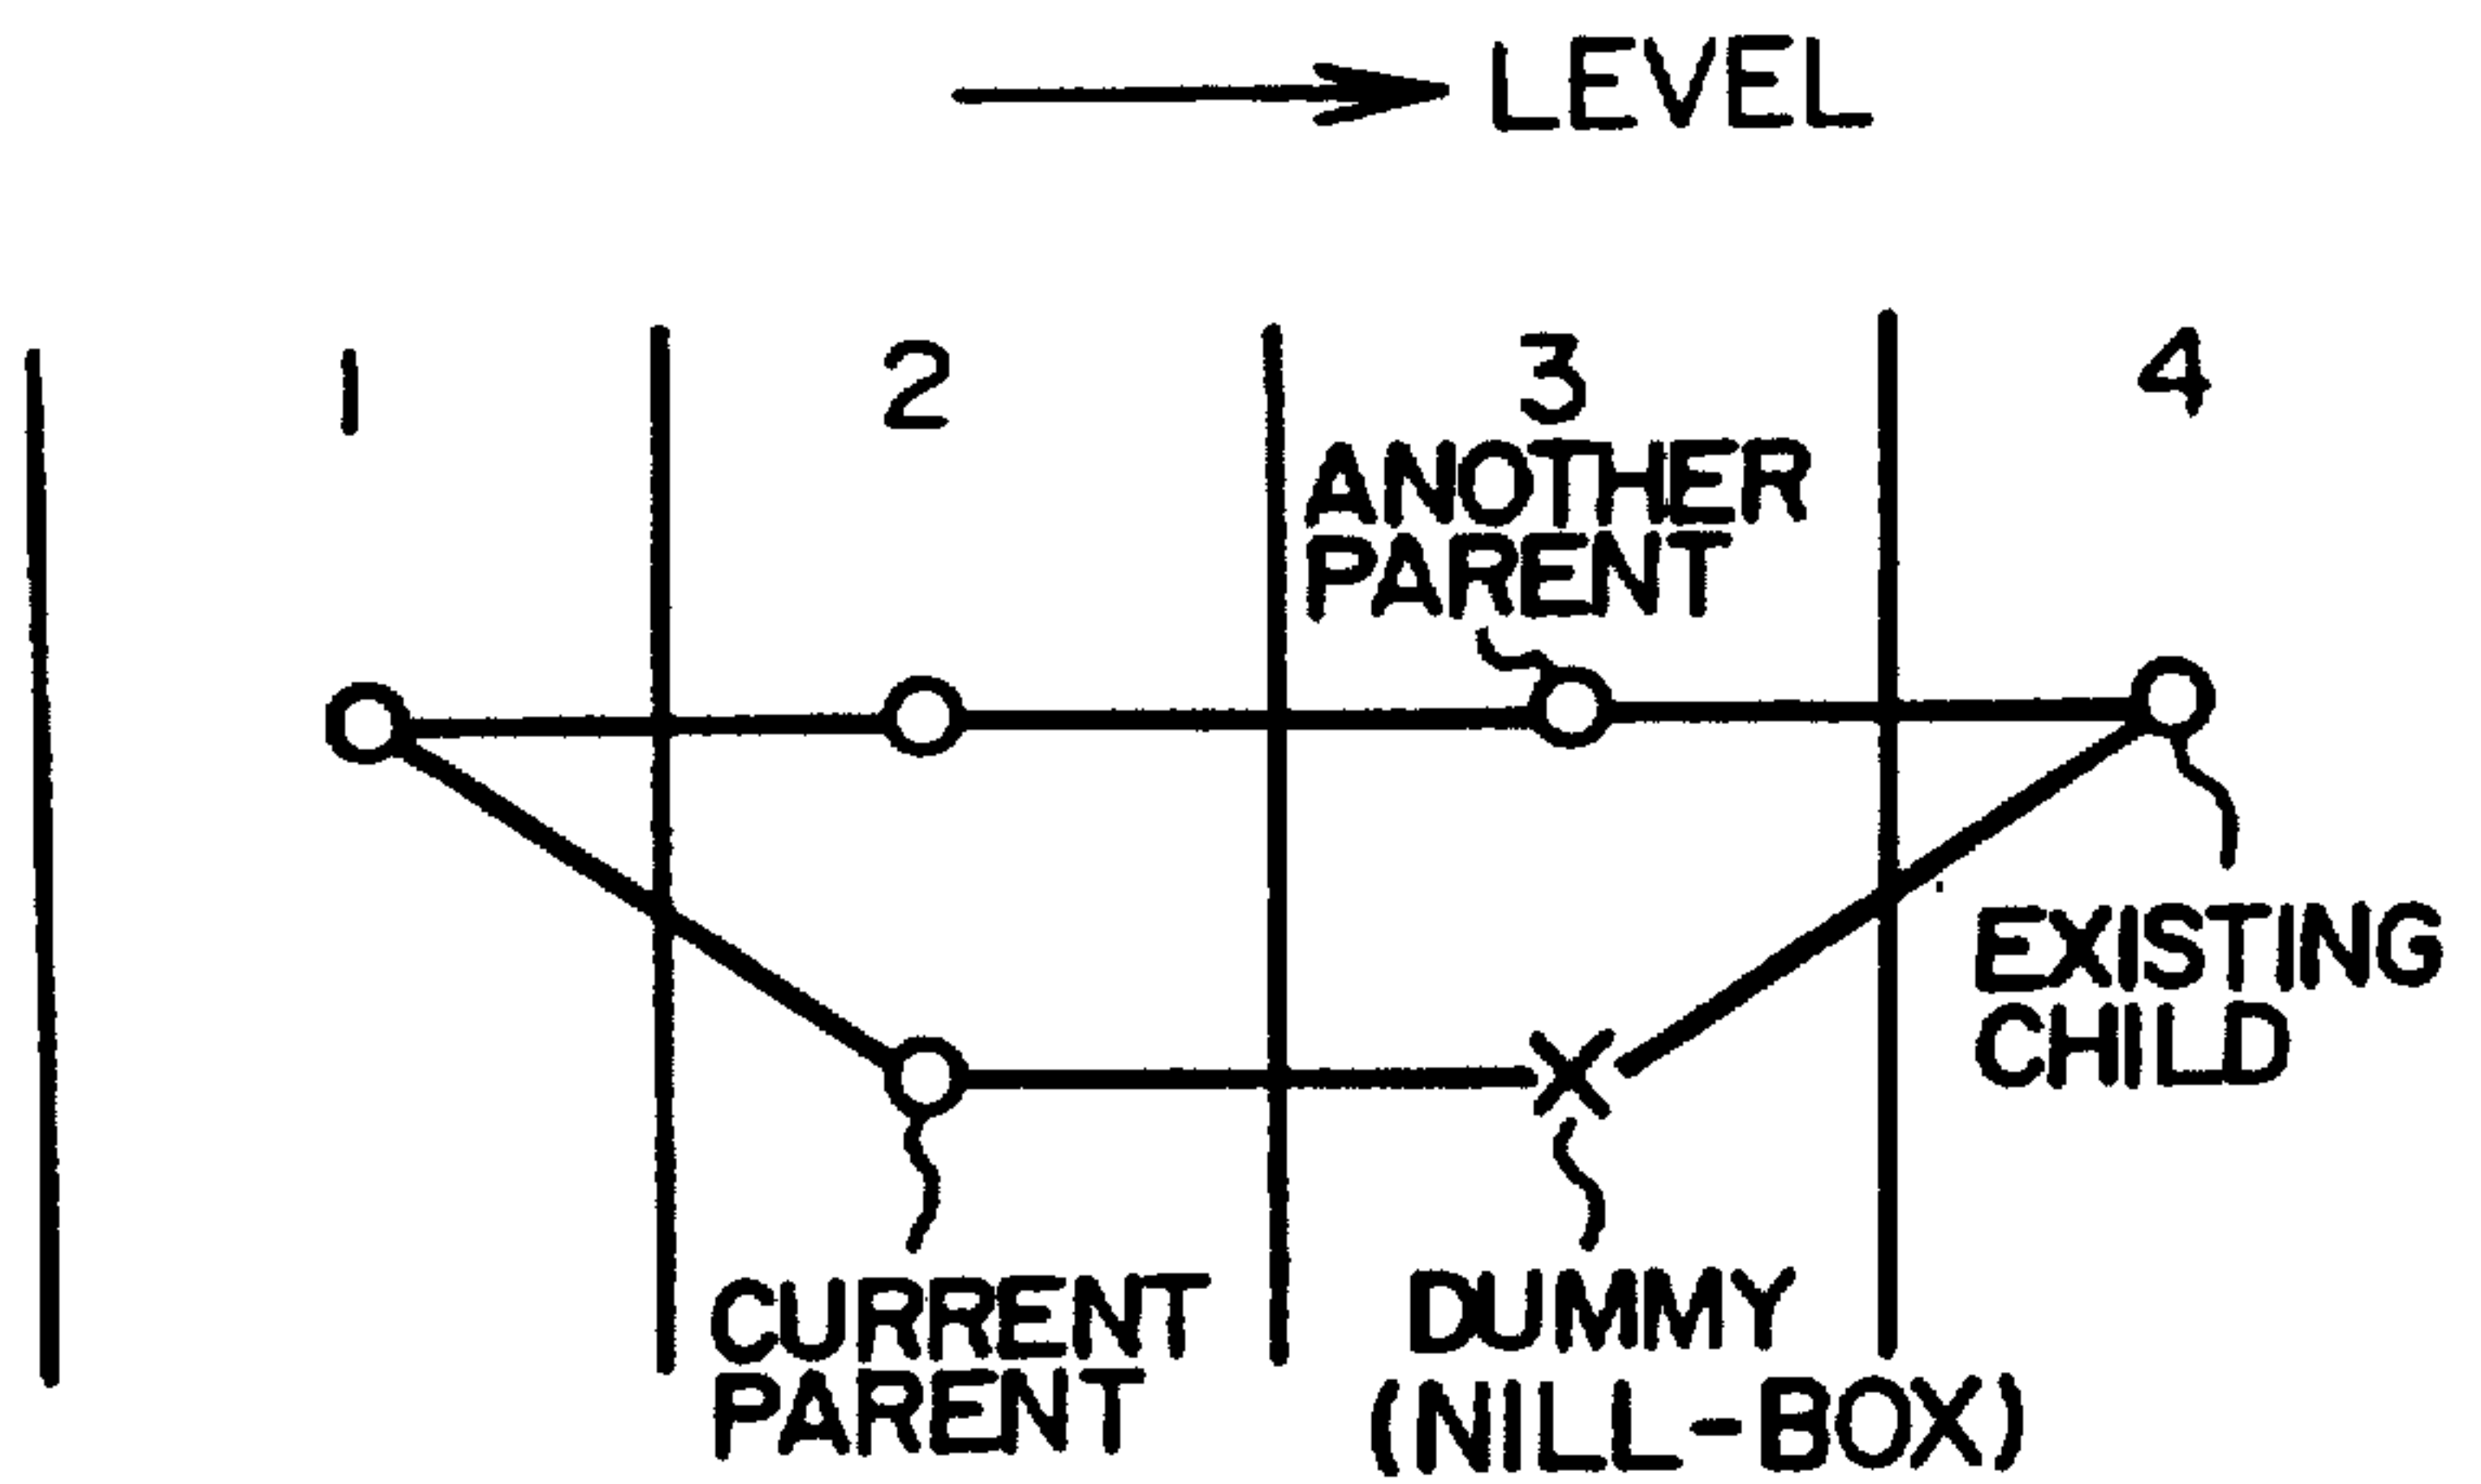 LEVEL
1 2 3 4
ANOTHER
PARENT
EXISTING
CHILD
CURRENT
PARENT
DUMMY
(NILL-BOX)